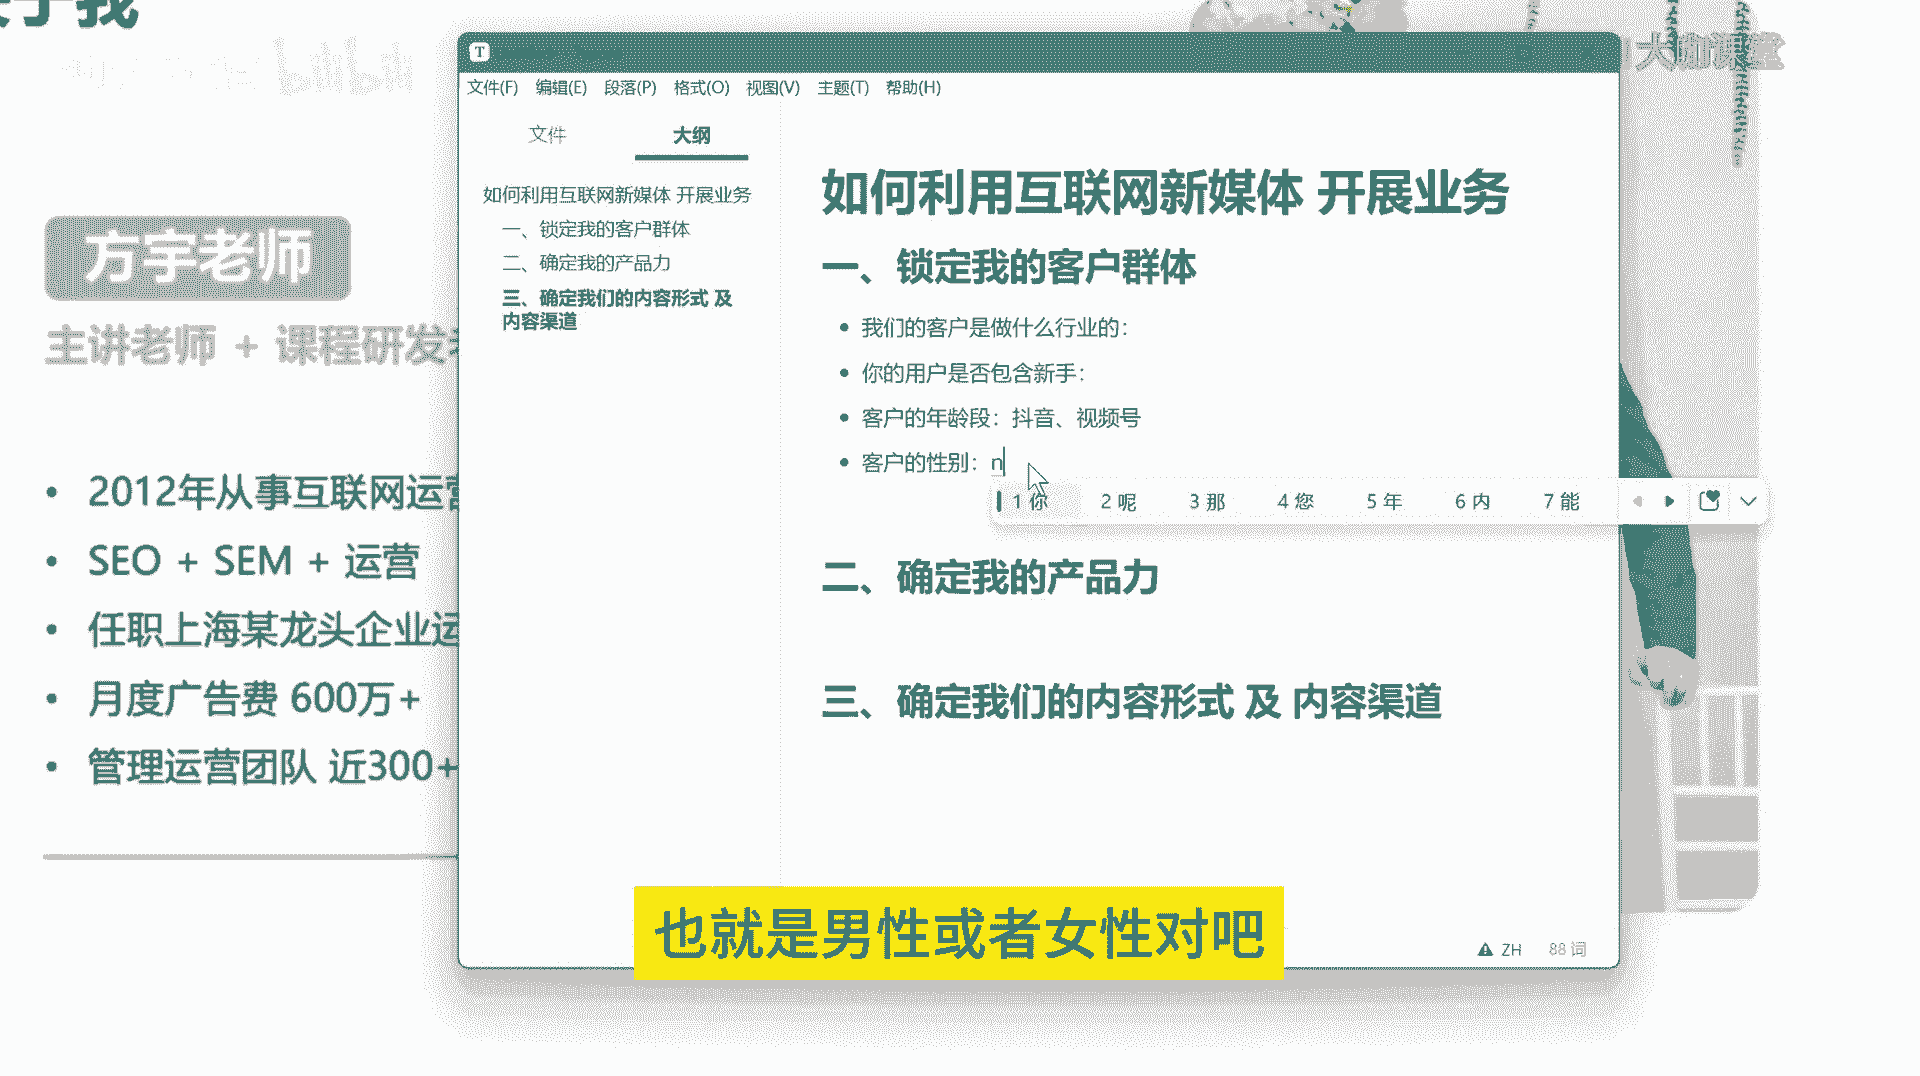 于我
bilibili
大咖课堂
方宇老师
主讲老师 + 课程研发
2012年从事互联网运营
SEO + SEM + 运营
任职上海某龙头企业运
月度广告费 600万+
管理运营团队 近300+
T
文件(F) 编辑(E) 段落(P) 格式(O) 视图(V) 主题(T) 帮助(H)
文件 大纲
如何利用互联网新媒体 开展业务
一、锁定我的客户群体
二、确定我的产品力
三、确定我们的内容形式 及
内容渠道
如何利用互联网新媒体 开展业务
一、锁定我的客户群体
我们的客户是做什么行业的：
你的用户是否包含新手：
客户的年龄段：抖音、视频号
客户的性别：n
1 你 2 呢 3 那 4 您 5 年 6 内 7 能
二、确定我的产品力
三、确定我们的内容形式 及 内容渠道
ZH 88 词
也就是男性或者女性对吧